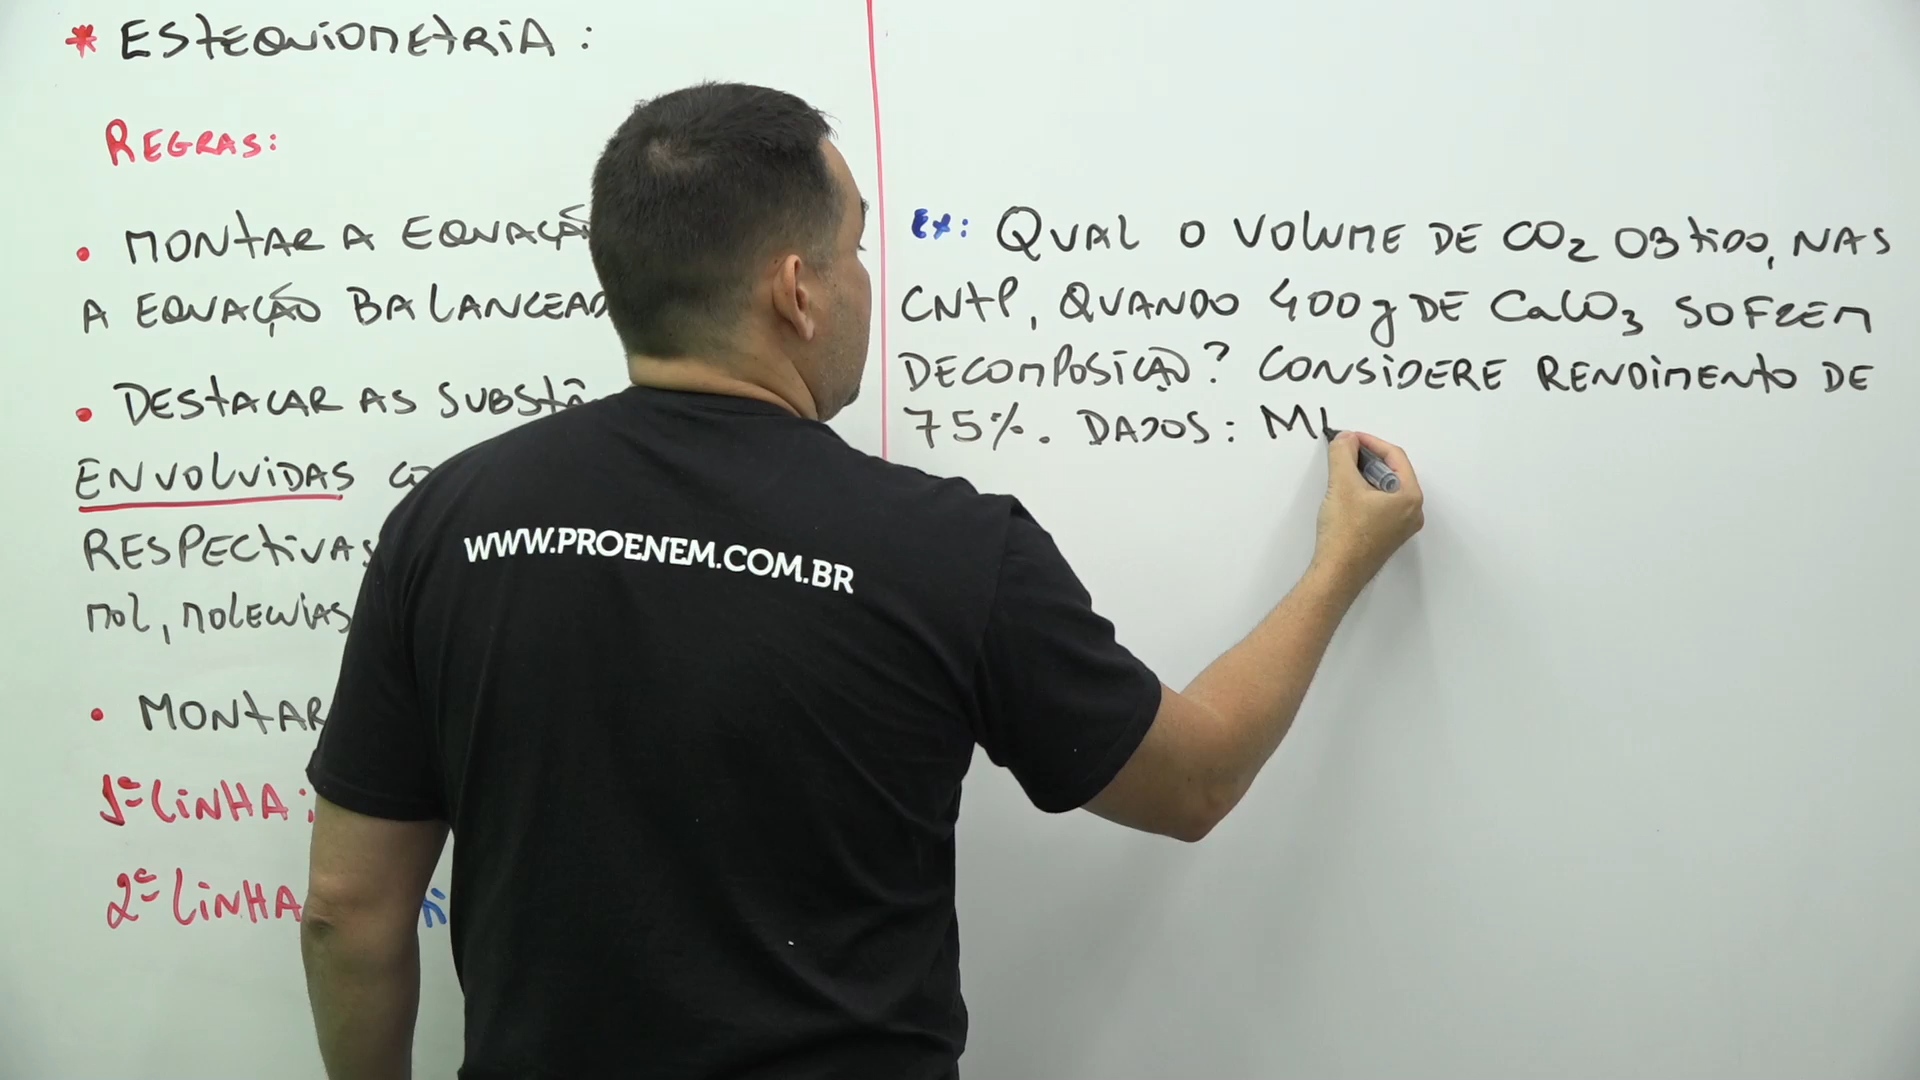 * ESTEQUIOMETRIA:
REGRAS:
• MONTAR A EQUAÇÃO
A EQUAÇÃO BALANCEAD
• DESTACAR AS SUBSTÂ
ENVOLVIDAS CO
RESPECTIVAS
MOL, MOLÉCULAS
• MONTAR
1ª LINHA:
2ª LINHA
EX: QUAL O VOLUME DE CO2 OBTIDO, NAS
CNTP, QUANDO 400g DE CaCO3 SOFREM
DECOMPOSIÇÃO? CONSIDERE RENDIMENTO DE
75%. DADOS: M
WWW.PROENEM.COM.BR